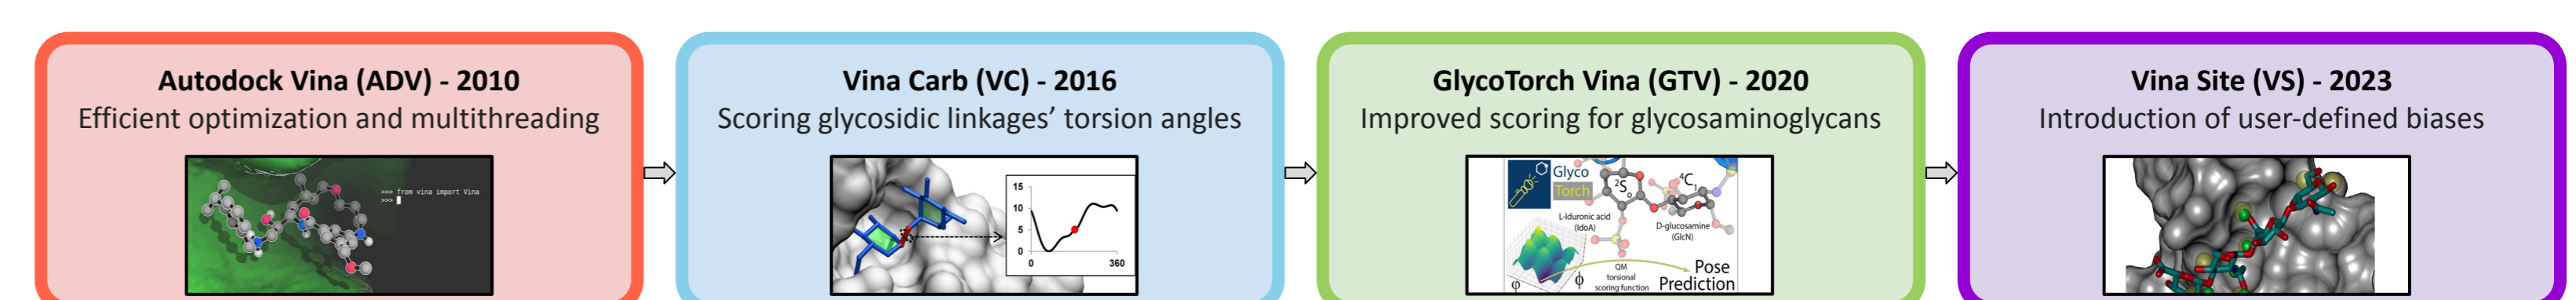 Autodock Vina (ADV) - 2010
Efficient optimization and multithreading
>>> from vina import Vina
>>>
Vina Carb (VC) - 2016
Scoring glycosidic linkages’ torsion angles
15
10
5
0
0 360
GlycoTorch Vina (GTV) - 2020
Improved scoring for glycosaminoglycans
Glyco
Torch
²Sₒ
⁴C₁
L-Iduronic acid
(IdoA)
D-glucosamine
(GlcN)
QM
torsional
scoring function
Pose
Prediction
φ
ϕ
Vina Site (VS) - 2023
Introduction of user-defined biases